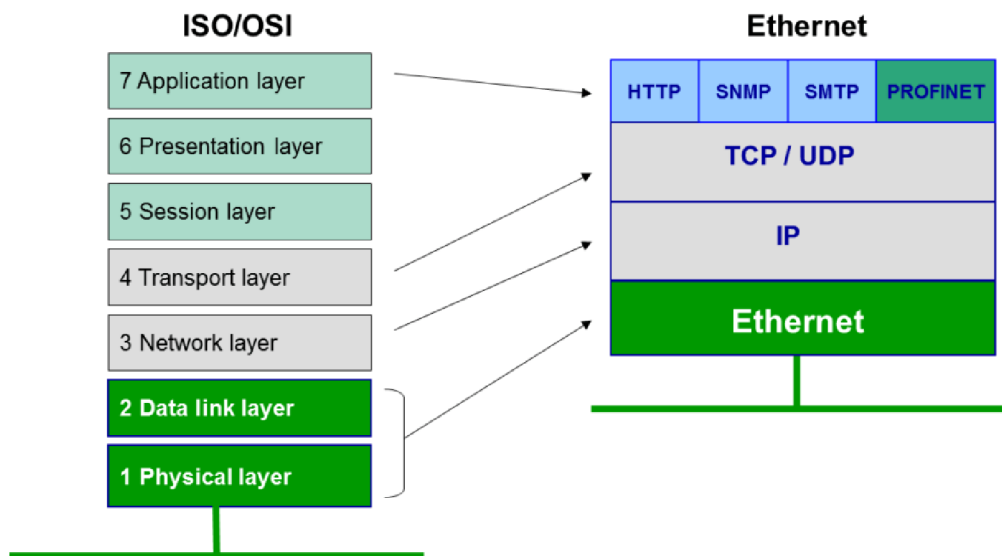 ISO/OSI
7 Application layer
6 Presentation layer
5 Session layer
4 Transport layer
3 Network layer
2 Data link layer
1 Physical layer
Ethernet
HTTP
SNMP
SMTP
PROFINET
TCP / UDP
IP
Ethernet